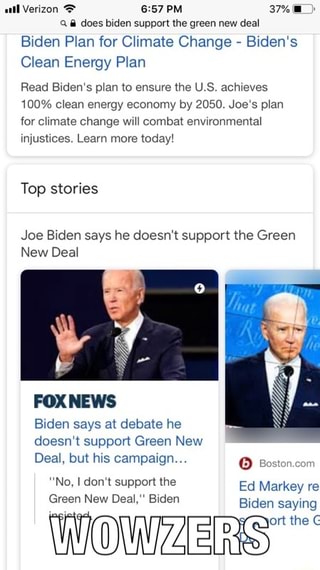 Verizon 6:57 PM 37%
does biden support the green new deal
Biden Plan for Climate Change - Biden's
Clean Energy Plan
Read Biden's plan to ensure the U.S. achieves
100% clean energy economy by 2050. Joe's plan
for climate change will combat environmental
injustices. Learn more today!
Top stories
Joe Biden says he doesn't support the Green
New Deal
FOX NEWS
Biden says at debate he
doesn't support Green New
Deal, but his campaign...
"No, I don't support the
Green New Deal," Biden
insisted
b Boston.com
Ed Markey re
Biden saying
ort the G
WOWZERS